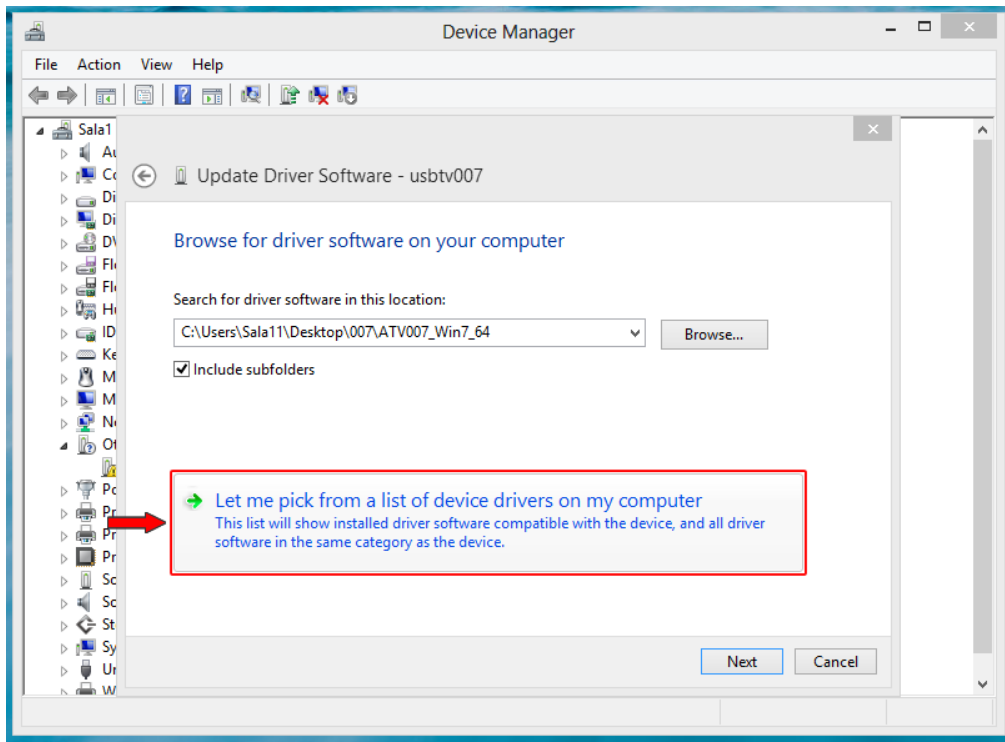 Device Manager
File Action View Help
Sala1
Update Driver Software - usbtv007
Browse for driver software on your computer
Search for driver software in this location:
C:\Users\Sala11\Desktop\007\ATV007_Win7_64
Browse...
Include subfolders
Let me pick from a list of device drivers on my computer
This list will show installed driver software compatible with the device, and all driver
software in the same category as the device.
Next Cancel